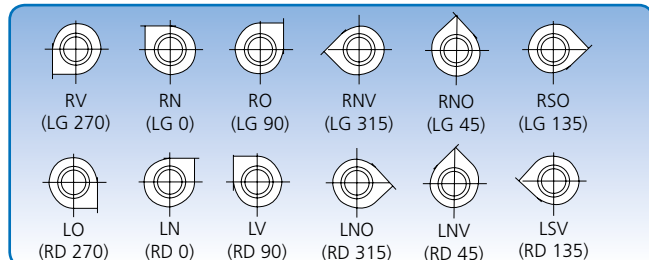 RV RN RO RNV RNO RSO
(LG 270) (LG 0) (LG 90) (LG 315) (LG 45) (LG 135)
LO LN LV LNO LNV LSV
(RD 270) (RD 0) (RD 90) (RD 315) (RD 45) (RD 135)